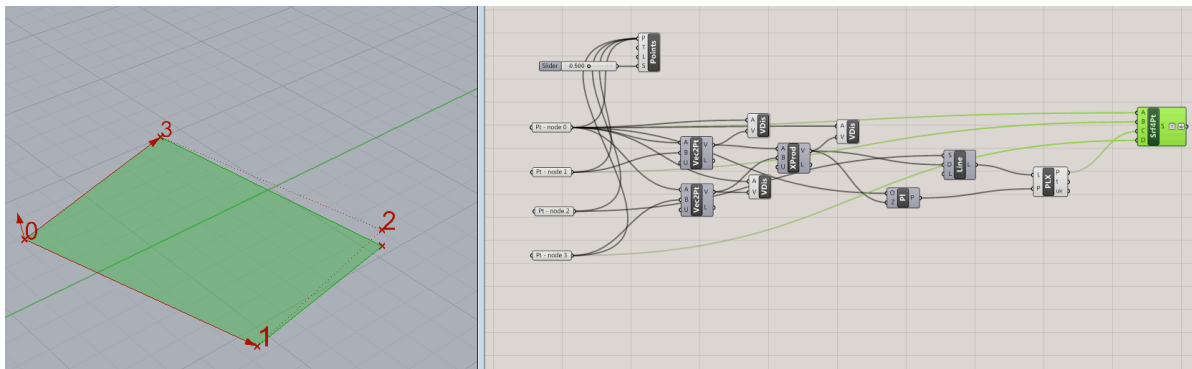 3
2
0
1
P
T
L
S
Points
Slider
0.500
Pt - node 0
Pt - node 1
Pt - node 2
Pt - node 3
A
B
U
Vec2Pt
V
L
A
B
U
Vec2Pt
V
L
A
V
VDis
A
V
VDis
A
B
U
XProd
V
L
A
V
VDis
O
Z
Pl
P
S
D
L
Line
L
L
P
PLX
P
t
uv
A
B
C
D
Srf4Pt
S